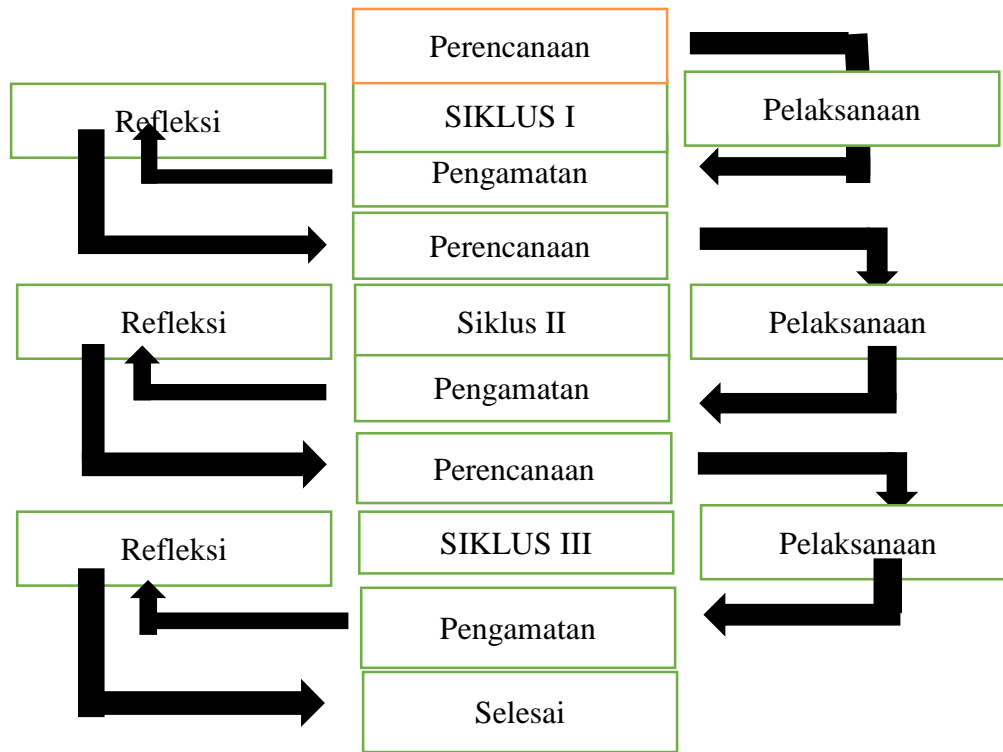 Perencanaan
Refleksi
SIKLUS I
Pelaksanaan
Pengamatan
Perencanaan
Refleksi
Siklus II
Pelaksanaan
Pengamatan
Perencanaan
Refleksi
SIKLUS III
Pelaksanaan
Pengamatan
Selesai